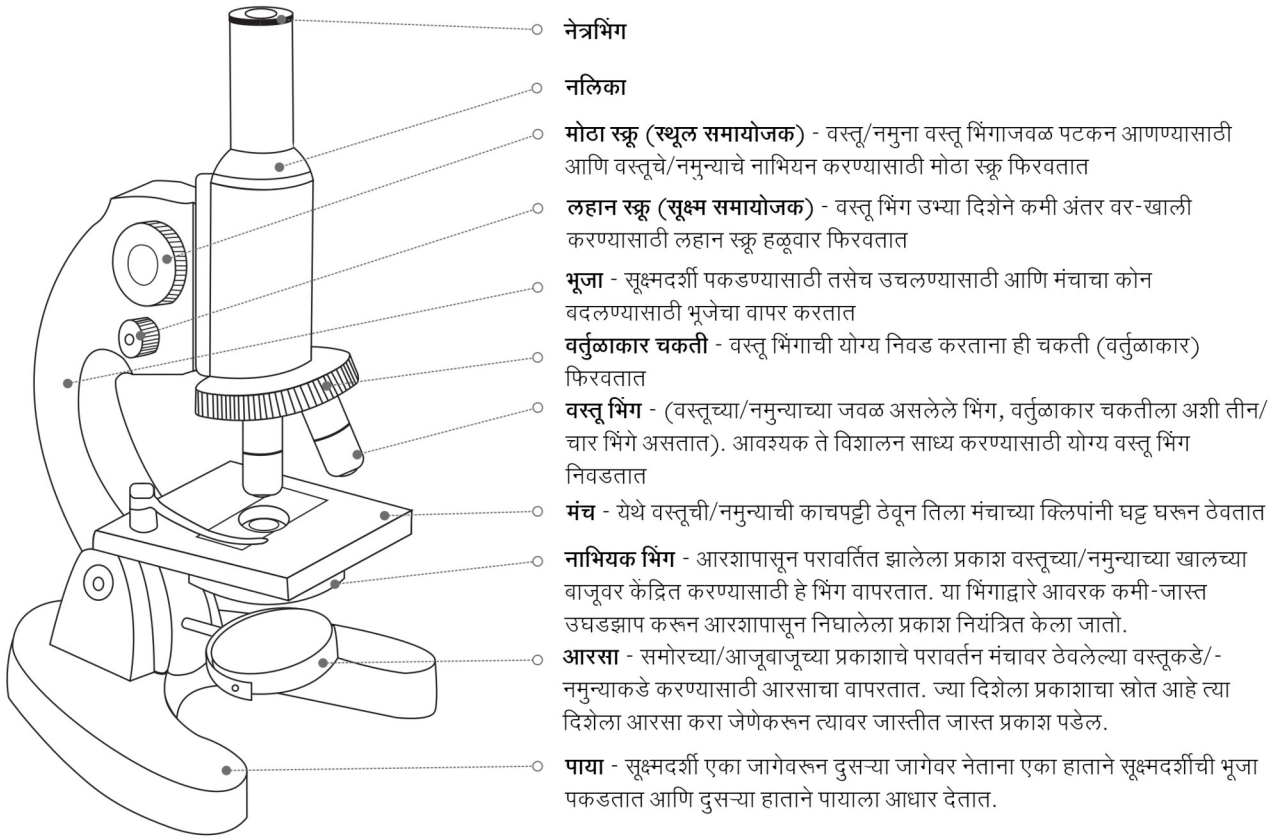 नेत्रभिंग
नलिका
मोठा स्क्रू (स्थूल समायोजक) - वस्तू/नमुना वस्तू भिंगाजवळ पटकन आणण्यासाठी
आणि वस्तूचे/नमुन्याचे नाभियन करण्यासाठी मोठा स्क्रू फिरवतात
लहान स्क्रू (सूक्ष्म समायोजक) - वस्तू भिंग उभ्या दिशेने कमी अंतर वर-खाली
करण्यासाठी लहान स्क्रू हळूवार फिरवतात
भूजा - सूक्ष्मदर्शी पकडण्यासाठी तसेच उचलण्यासाठी आणि मंचाचा कोन
बदलण्यासाठी भूजेचा वापर करतात
वर्तुळाकार चकती - वस्तू भिंगाची योग्य निवड करताना ही चकती (वर्तुळाकार)
फिरवतात
वस्तू भिंग - (वस्तूच्या/नमुन्याच्या जवळ असलेले भिंग, वर्तुळाकार चकतीला अशी तीन/
चार भिंगे असतात). आवश्यक ते विशालन साध्य करण्यासाठी योग्य वस्तू भिंग
निवडतात
मंच - येथे वस्तूची/नमुन्याची काचपट्टी ठेवून तिला मंचाच्या क्लिपांनी घट्ट घरून ठेवतात
नाभियक भिंग - आरशापासून परावर्तित झालेला प्रकाश वस्तूच्या/नमुन्याच्या खालच्या
बाजूवर केंद्रित करण्यासाठी हे भिंग वापरतात. या भिंगाद्वारे आवरक कमी-जास्त
उघडझाप करून आरशापासून निघालेला प्रकाश नियंत्रित केला जातो.
आरसा - समोरच्या/आजूबाजूच्या प्रकाशाचे परावर्तन मंचावर ठेवलेल्या वस्तूकडे/-
नमुन्याकडे करण्यासाठी आरसाचा वापरतात. ज्या दिशेला प्रकाशाचा स्रोत आहे त्या
दिशेला आरसा करा जेणेकरून त्यावर जास्तीत जास्त प्रकाश पडेल.
पाया - सूक्ष्मदर्शी एका जागेवरून दुसऱ्या जागेवर नेताना एका हाताने सूक्ष्मदर्शीची भूजा
पकडतात आणि दुसऱ्या हाताने पायाला आधार देतात.